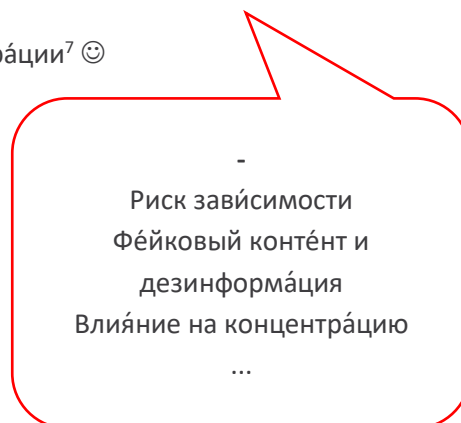 ра́ции⁷ ☺
-
Риск зави́симости
Фе́йковый конте́нт и
дезинформа́ция
Влия́ние на концентра́цию
...